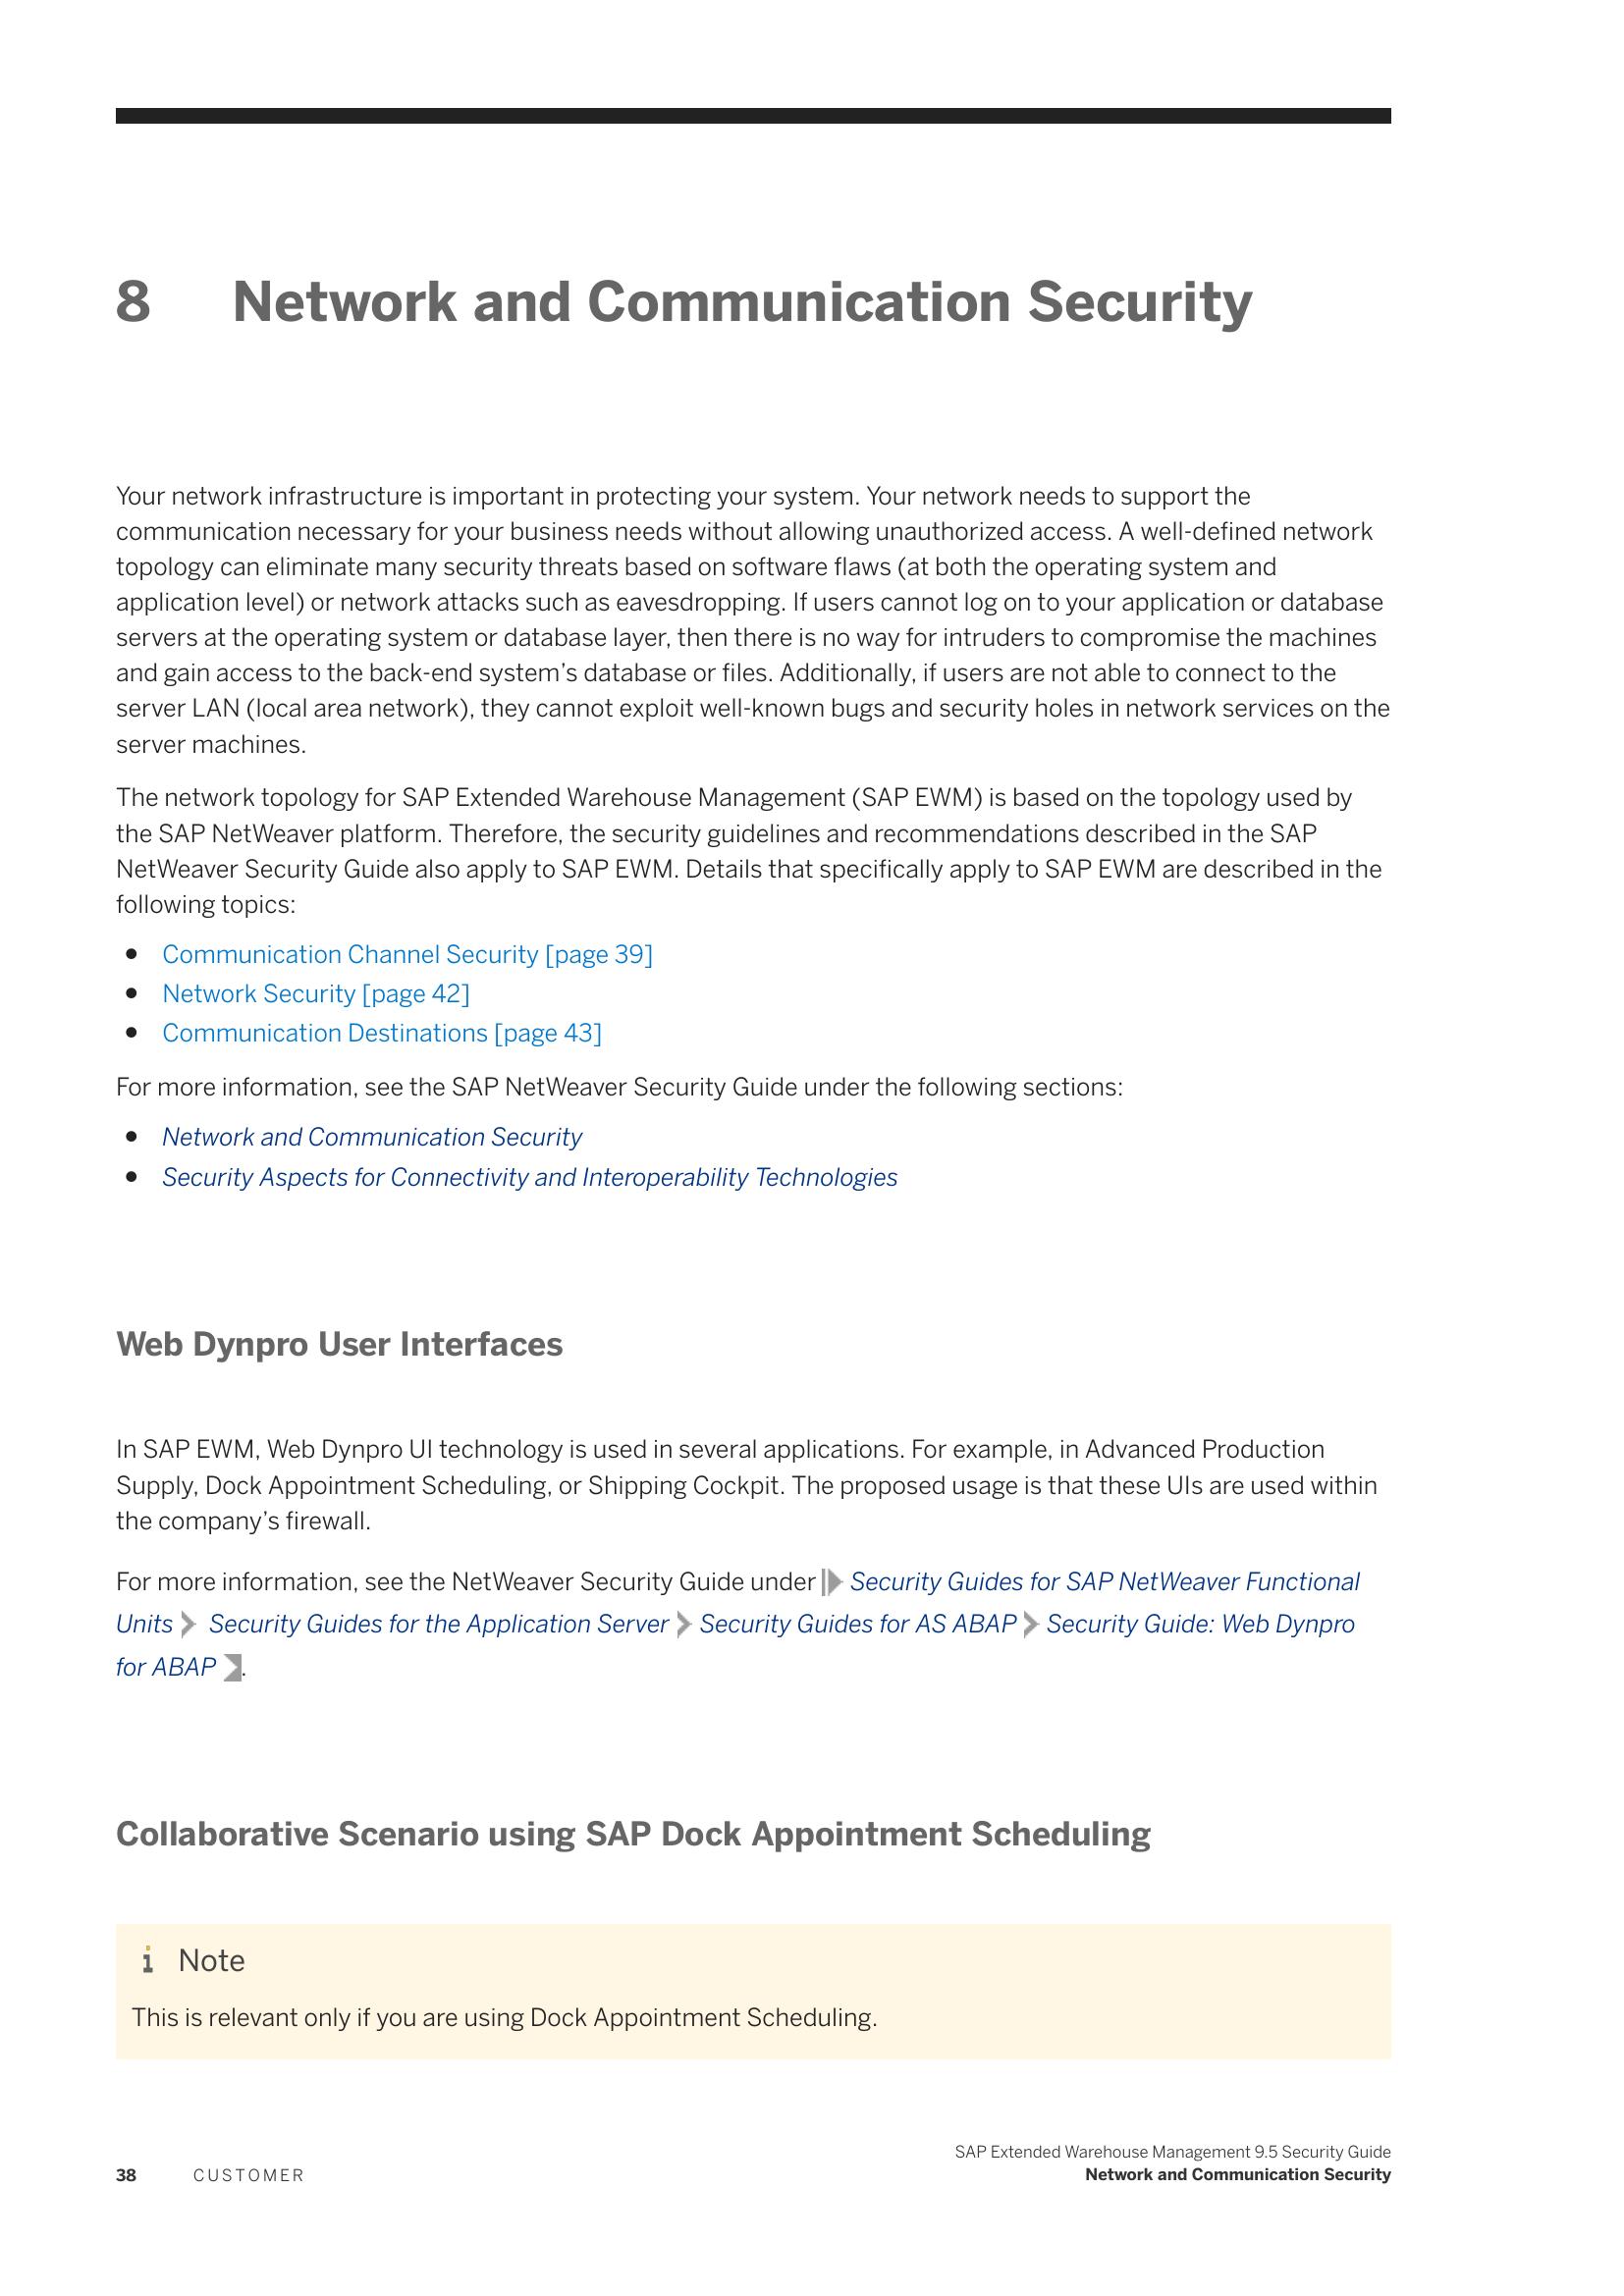 8 Network and Communication Security
Your network infrastructure is important in protecting your system. Your network needs to support the
communication necessary for your business needs without allowing unauthorized access. A well-defined network
topology can eliminate many security threats based on software flaws (at both the operating system and
application level) or network attacks such as eavesdropping. If users cannot log on to your application or database
servers at the operating system or database layer, then there is no way for intruders to compromise the machines
and gain access to the back-end system’s database or files. Additionally, if users are not able to connect to the
server LAN (local area network), they cannot exploit well-known bugs and security holes in network services on the
server machines.
The network topology for SAP Extended Warehouse Management (SAP EWM) is based on the topology used by
the SAP NetWeaver platform. Therefore, the security guidelines and recommendations described in the SAP
NetWeaver Security Guide also apply to SAP EWM. Details that specifically apply to SAP EWM are described in the
following topics:
● Communication Channel Security [page 39]
● Network Security [page 42]
● Communication Destinations [page 43]
For more information, see the SAP NetWeaver Security Guide under the following sections:
● Network and Communication Security
● Security Aspects for Connectivity and Interoperability Technologies
Web Dynpro User Interfaces
In SAP EWM, Web Dynpro UI technology is used in several applications. For example, in Advanced Production
Supply, Dock Appointment Scheduling, or Shipping Cockpit. The proposed usage is that these UIs are used within
the company’s firewall.
For more information, see the NetWeaver Security Guide under Security Guides for SAP NetWeaver Functional
Units Security Guides for the Application Server Security Guides for AS ABAP Security Guide: Web Dynpro
for ABAP .
Collaborative Scenario using SAP Dock Appointment Scheduling
i Note
This is relevant only if you are using Dock Appointment Scheduling.
SAP Extended Warehouse Management 9.5 Security Guide
38 CUSTOMER Network and Communication Security